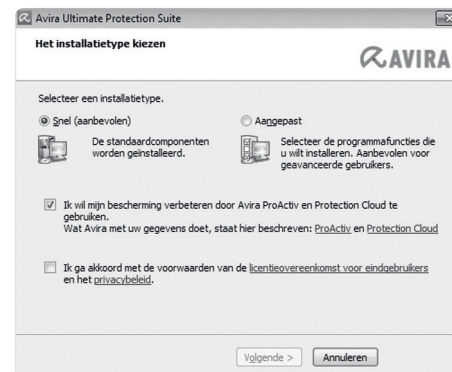 Avira Ultimate Protection Suite
Het installatietype kiezen
AVIRA
Selecteer een installatietype.
Snel (aanbevolen)
De standaardcomponenten
worden geïnstalleerd.
Aangepast
Selecteer de programmafuncties die
u wilt installeren. Aanbevolen voor
geavanceerde gebruikers.
Ik wil mijn bescherming verbeteren door Avira ProActiv en Protection Cloud te
gebruiken.
Wat Avira met uw gegevens doet, staat hier beschreven: ProActiv en Protection Cloud
Ik ga akkoord met de voorwaarden van de licentieovereenkomst voor eindgebruikers
en het privacybeleid.
Volgende >
Annuleren